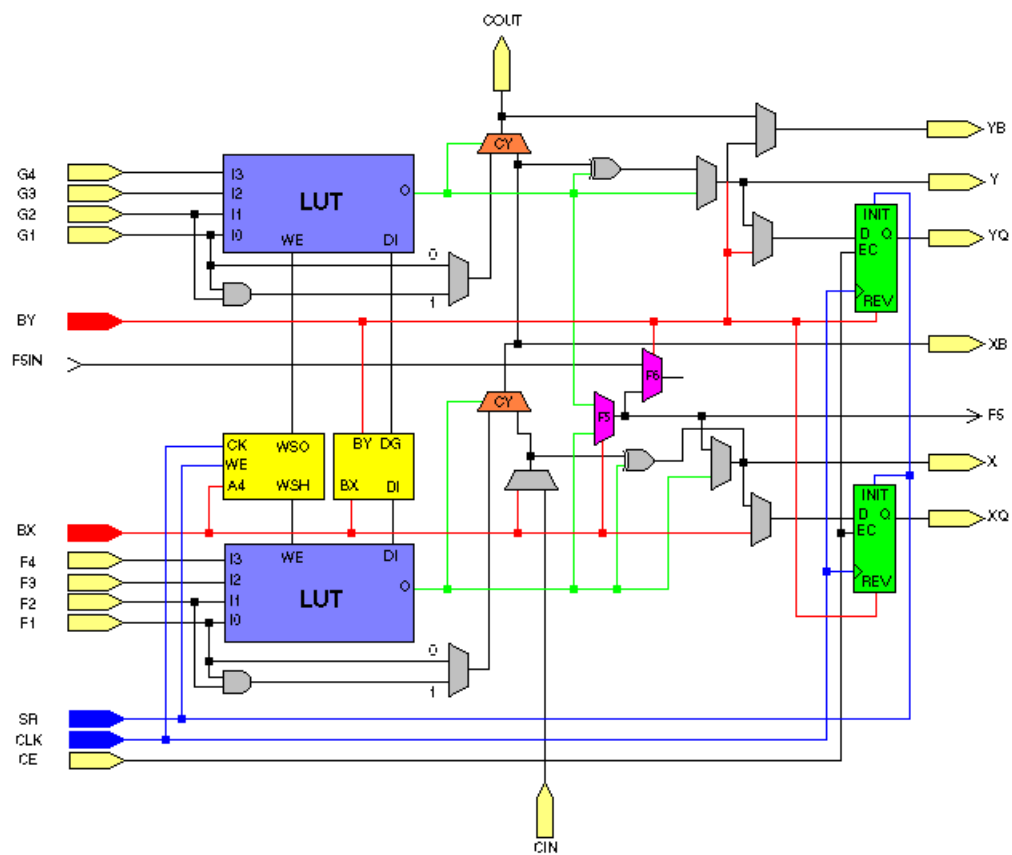 COUT
YB
G4
G3
G2
G1
I3
I2
I1
I0
LUT
O
WE
DI
CY
Y
INIT
D Q
EC
REV
YQ
0
1
BY
F5IN
F6
XB
CY
F5
F5
CK
WE
A4
WSO
WSH
BY DG
BX DI
X
INIT
D Q
EC
REV
XQ
BX
F4
F3
F2
F1
I3
I2
I1
I0
WE
DI
LUT
O
0
1
SR
CLK
CE
CIN